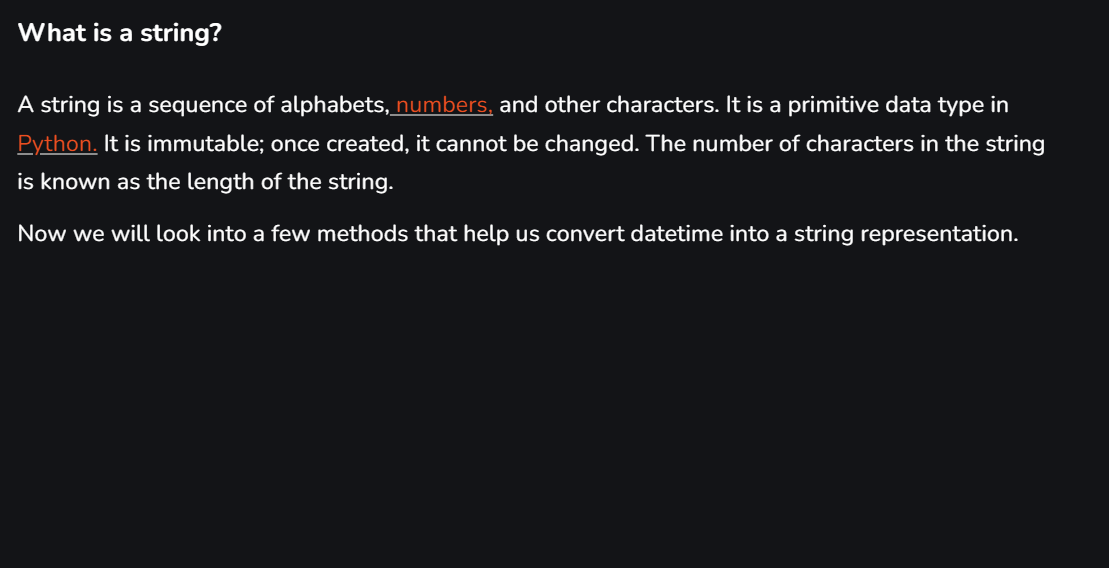 What is a string?
A string is a sequence of alphabets, numbers, and other characters. It is a primitive data type in
Python. It is immutable; once created, it cannot be changed. The number of characters in the string
is known as the length of the string.
Now we will look into a few methods that help us convert datetime into a string representation.